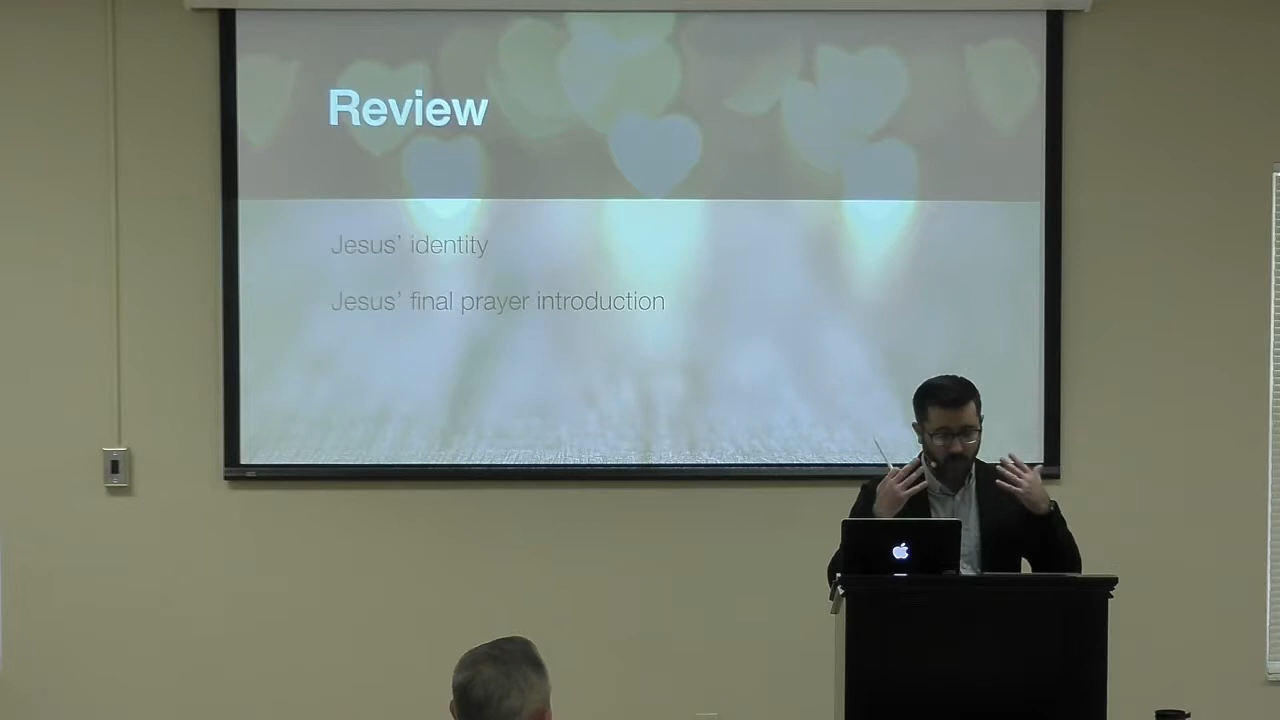 Review
Jesus’ identity
Jesus’ final prayer introduction